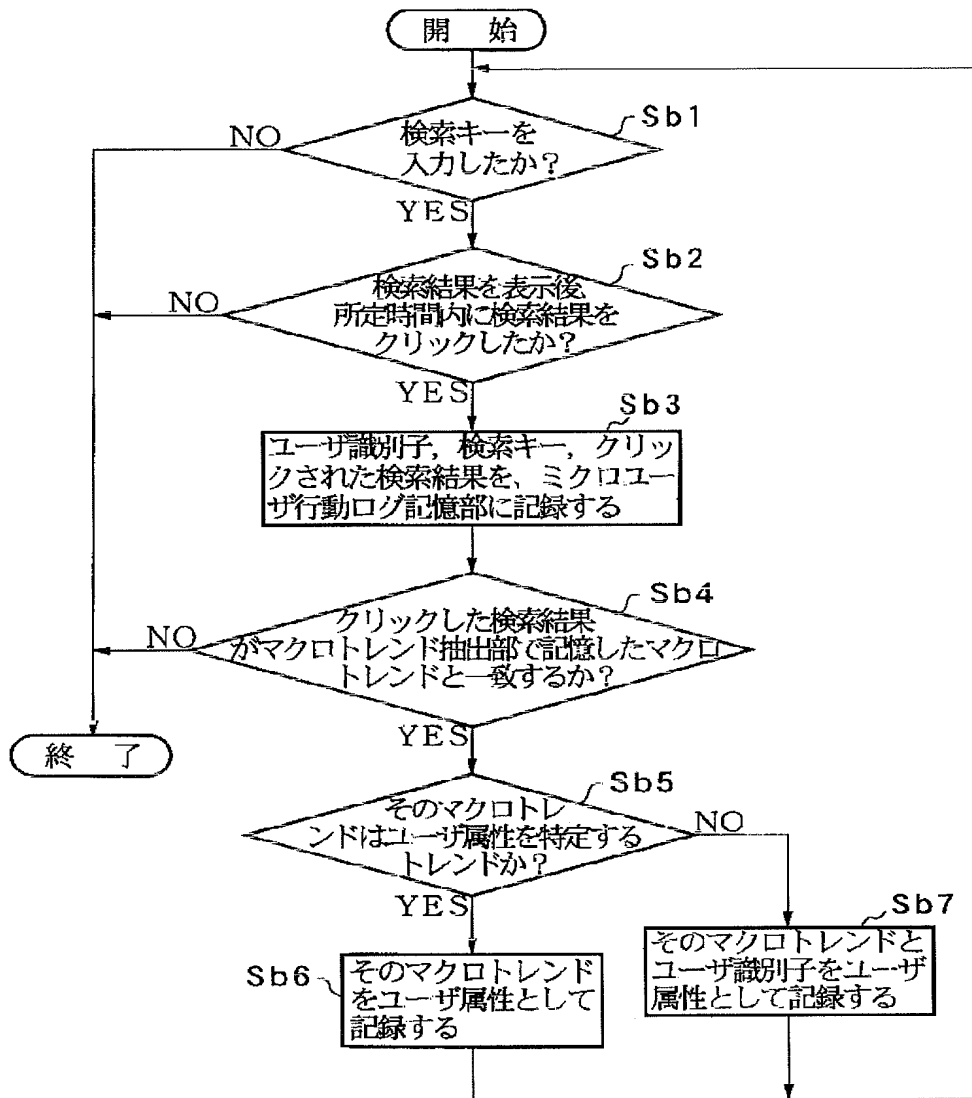 開 始
Sb1
検索キーを
入力したか?
NO
YES
Sb2
検索結果を表示後
所定時間内に検索結果を
クリックしたか?
NO
YES
Sb3
ユーザ識別子,検索キー,クリッ
クされた検索結果を、ミクロユー
ザ行動ログ記憶部に記録する
Sb4
クリックした検索結果
がマクロトレンド抽出部で記憶したマクロ
トレンドと一致するか?
NO
YES
終 了
Sb5
そのマクロトレ
ンドはユーザ属性を特定する
トレンドか?
NO
YES
Sb6
そのマクロトレンド
をユーザ属性として
記録する
Sb7
そのマクロトレンドと
ユーザ識別子をユーザ
属性として記録する